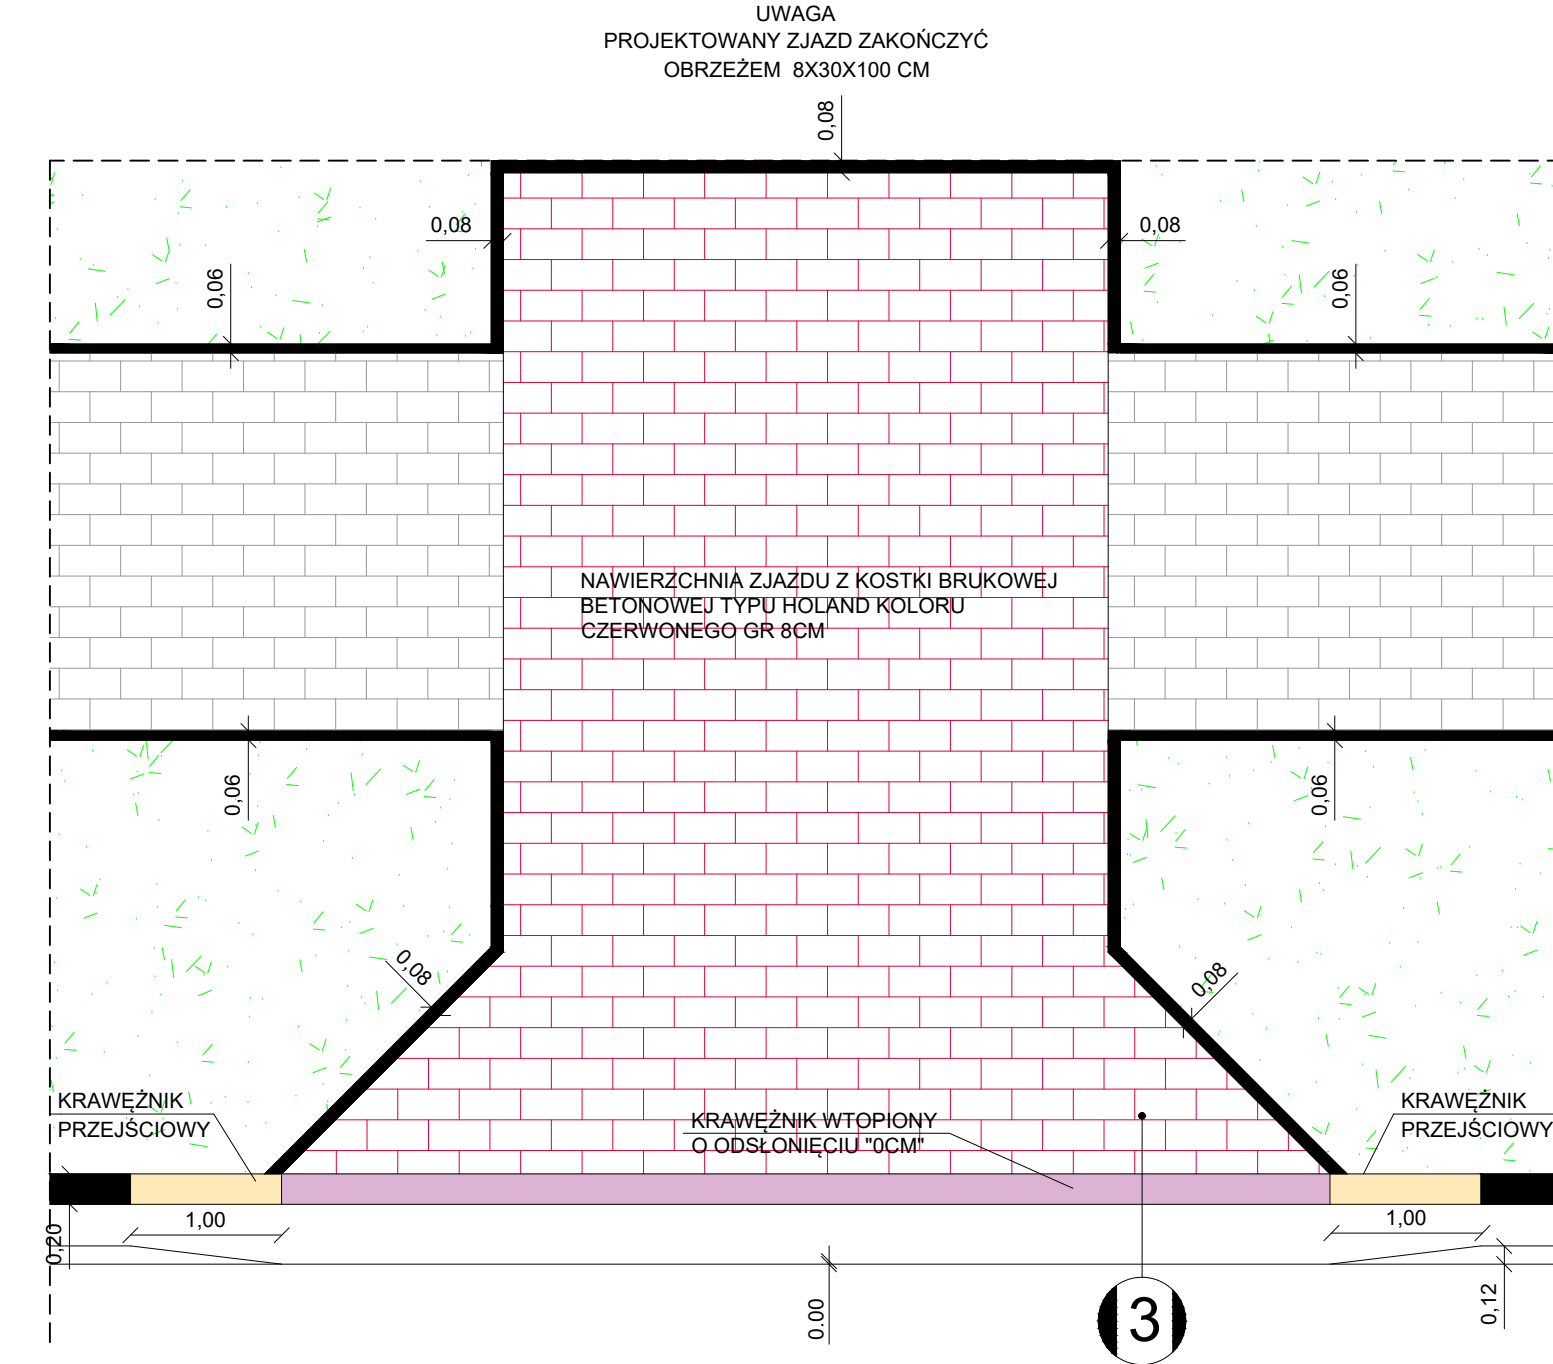 UWAGA
PROJEKTOWANY ZJAZD ZAKOŃCZYĆ
OBRZEŻEM 8X30X100 CM
0,08
0,08
0,08
0,06
0,06
NAWIERZCHNIA ZJAZDU Z KOSTKI BRUKOWEJ
BETONOWEJ TYPU HOLAND KOLORU
CZERWONEGO GR 8CM
0,06
0,06
0,08
0,08
KRAWĘŻNIK
PRZEJŚCIOWY
KRAWĘŻNIK WTOPIONY
O ODSŁONIĘCIU "0CM"
KRAWĘŻNIK
PRZEJŚCIOWY
0,20
1,00
1,00
0.00
3
0,12